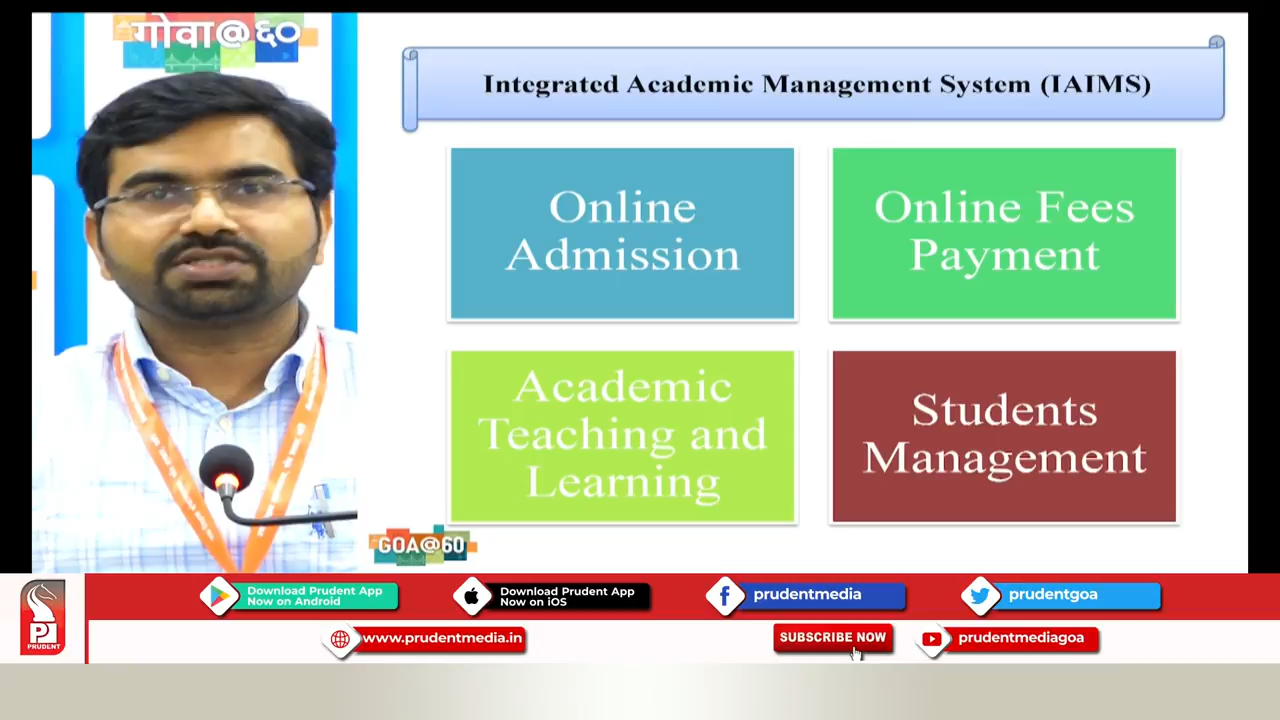 गोवा@६०
Integrated Academic Management System (IAIMS)
Online
Admission
Online Fees
Payment
Academic
Teaching and
Learning
Students
Management
GOA@60
PRUDENT
Download Prudent App
Now on Android
Download Prudent App
Now on iOS
prudentmedia
prudentgoa
www.prudentmedia.in
SUBSCRIBE NOW
prudentmediagoa